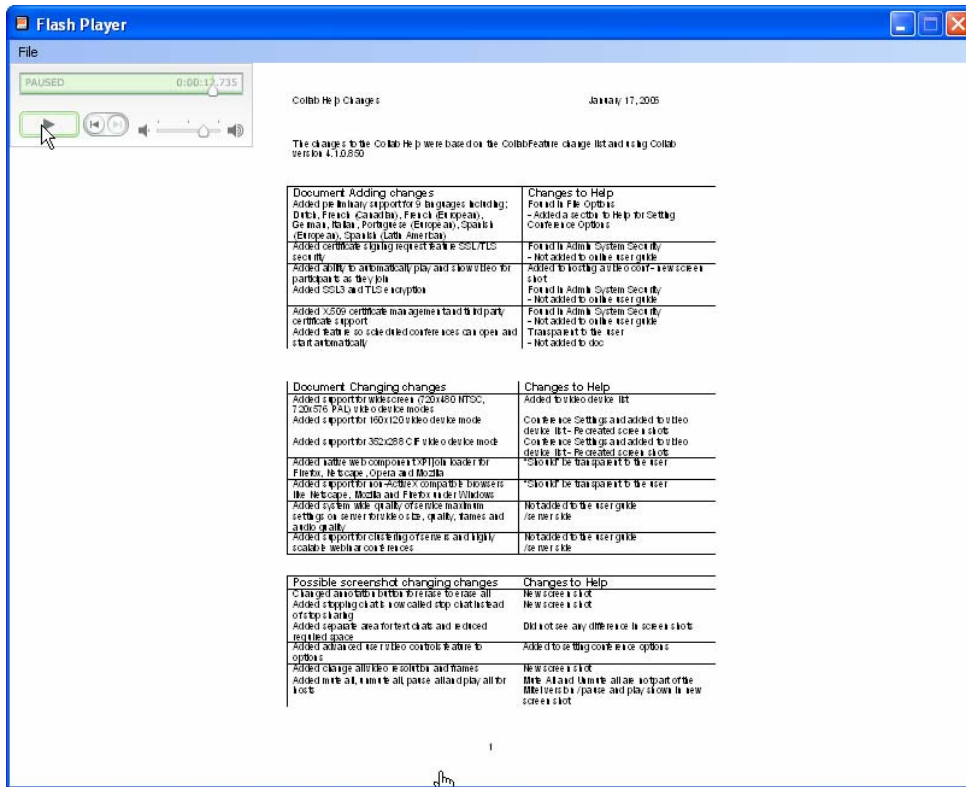 Flash Player
File
PAUSED 0:00:12.735
Collab Help Changes January 17, 2005
The changes to the Collab Help were based on the CollabFeature change list and using Collab
version 4.1.0.850
Document Adding changes Changes to Help
Added preliminary support for 9 languages including; Found in File Options
Dutch, French (Canadian), French (European), - Added a section to Help for Setting
German, Italian, Portuguese (European), Spanish Conference Options
(European), Spanish (Latin American)
Added certificate signing request feature SSL/TLS Found in Admin System Security
security - Not added to online user guide
Added ability to automatically play and show video for Added to hosting a video conf - new screen
participants as they join shot
Added SSL3 and TLS encryption Found in Admin System Security
- Not added to online user guide
Added X.509 certificate management and third party Found in Admin System Security
certificate support - Not added to online user guide
Added feature so scheduled conferences can open and Transparent to the user
start automatically - Not added to doc
Document Changing changes Changes to Help
Added support for widescreen (720x480 NTSC, Added to video device list
720x576 PAL) video device modes
Added support for 160x120 video device mode Conference Settings and added to video
device list - Recreated screen shots
Added support for 352x288 CIF video device mode Conference Settings and added to video
device list - Recreated screen shots
Added native web component XPI join loader for "Should" be transparent to the user
Firefox, Netscape, Opera and Mozilla
Added support for non-ActiveX compatible browsers "Should" be transparent to the user
like Netscape, Mozilla and Firefox under Windows
Added system wide quality of service maximum Not added to the user guide
settings on server for video size, quality, frames and /server side
audio quality
Added support for clustering of servers and highly Not added to the user guide
scalable webinar conferences /server side
Possible screenshot changing changes Changes to Help
Changed annotation button for erase to erase all New screen shot
Added stopping chat is now called stop chat instead New screen shot
of stop sharing
Added separate area for text chats and reduced Did not see any difference in screen shots
required space
Added advanced user video controls feature to Added to setting conference options
options
Added change all video resolution and frames New screen shot
Added mute all, unmute all, pause all and play all for Mute All and Unmute all are not part of the
hosts Mitel version / pause and play shown in new
screen shot
1